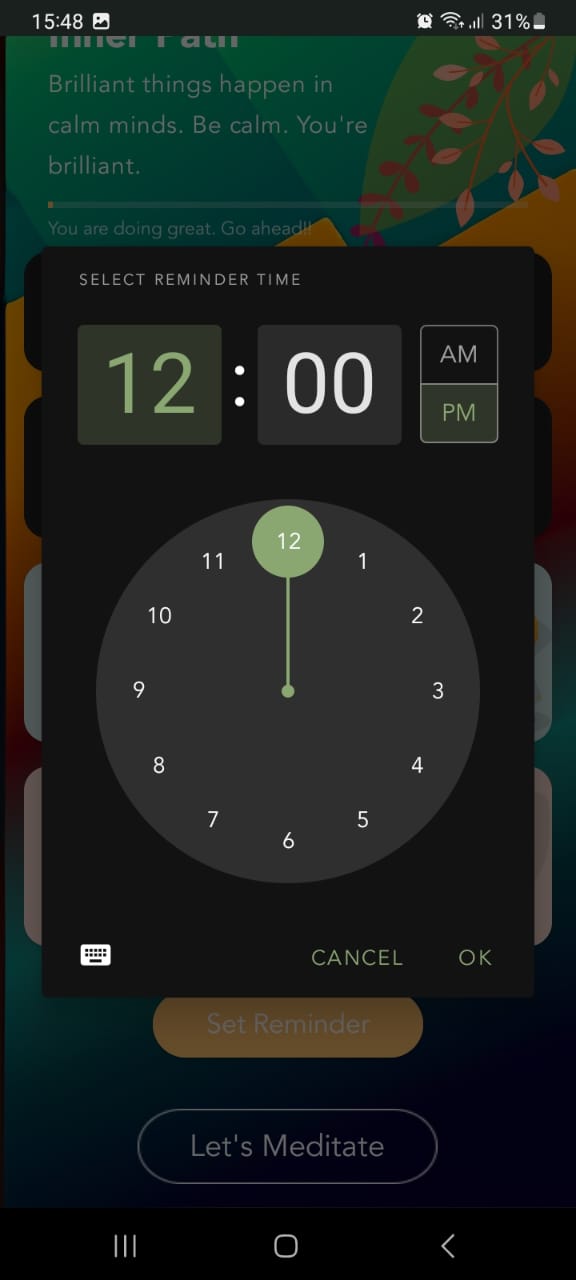 15:48
31%
Inner Path
Brilliant things happen in
calm minds. Be calm. You're
brilliant.
You are doing great. Go ahead!!
SELECT REMINDER TIME
12 : 00
AM
PM
12
11
1
10
2
9
3
8
4
7
5
6
CANCEL
OK
Set Reminder
Let's Meditate